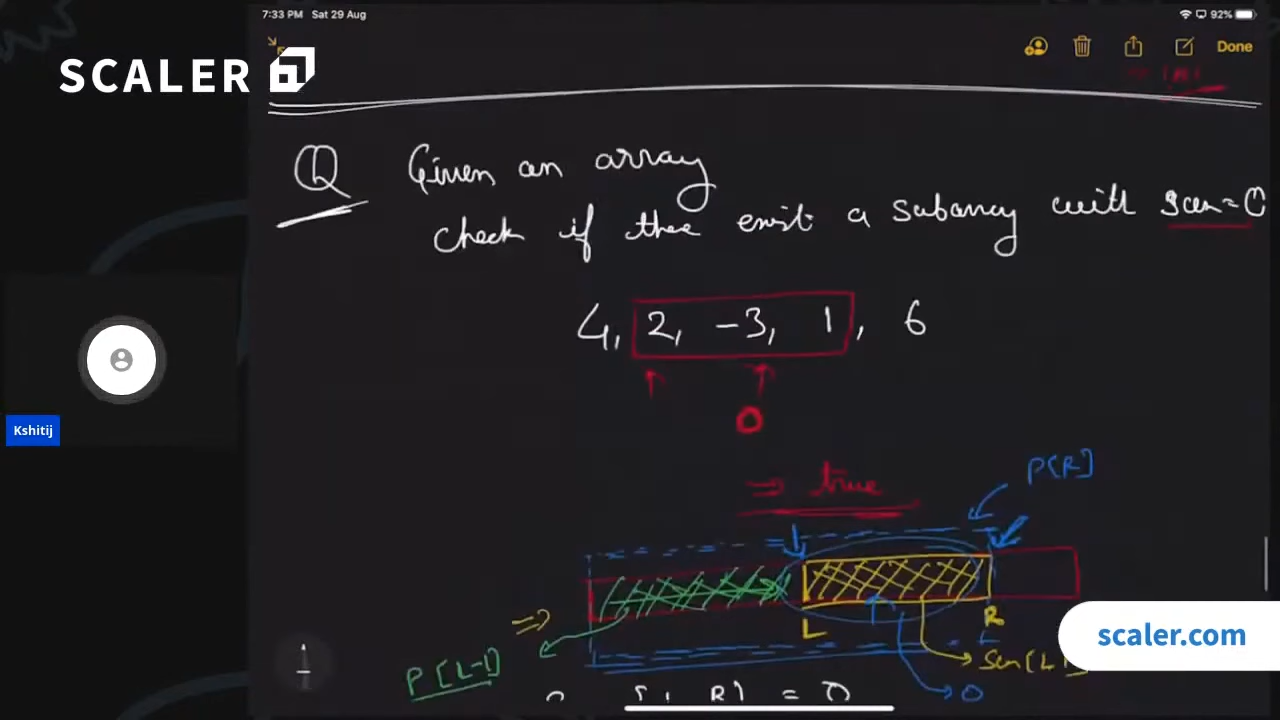 7:33 PM Sat 29 Aug
92%
SCALER
Done
Q Given an array
check if there exist a subarray with sum=0
4, 2, -3, 1, 6
0
⇒ true
P[R]
⇒
L
R
P[L-1]
Sum[L
0
R] = 0
Kshitij
scaler.com